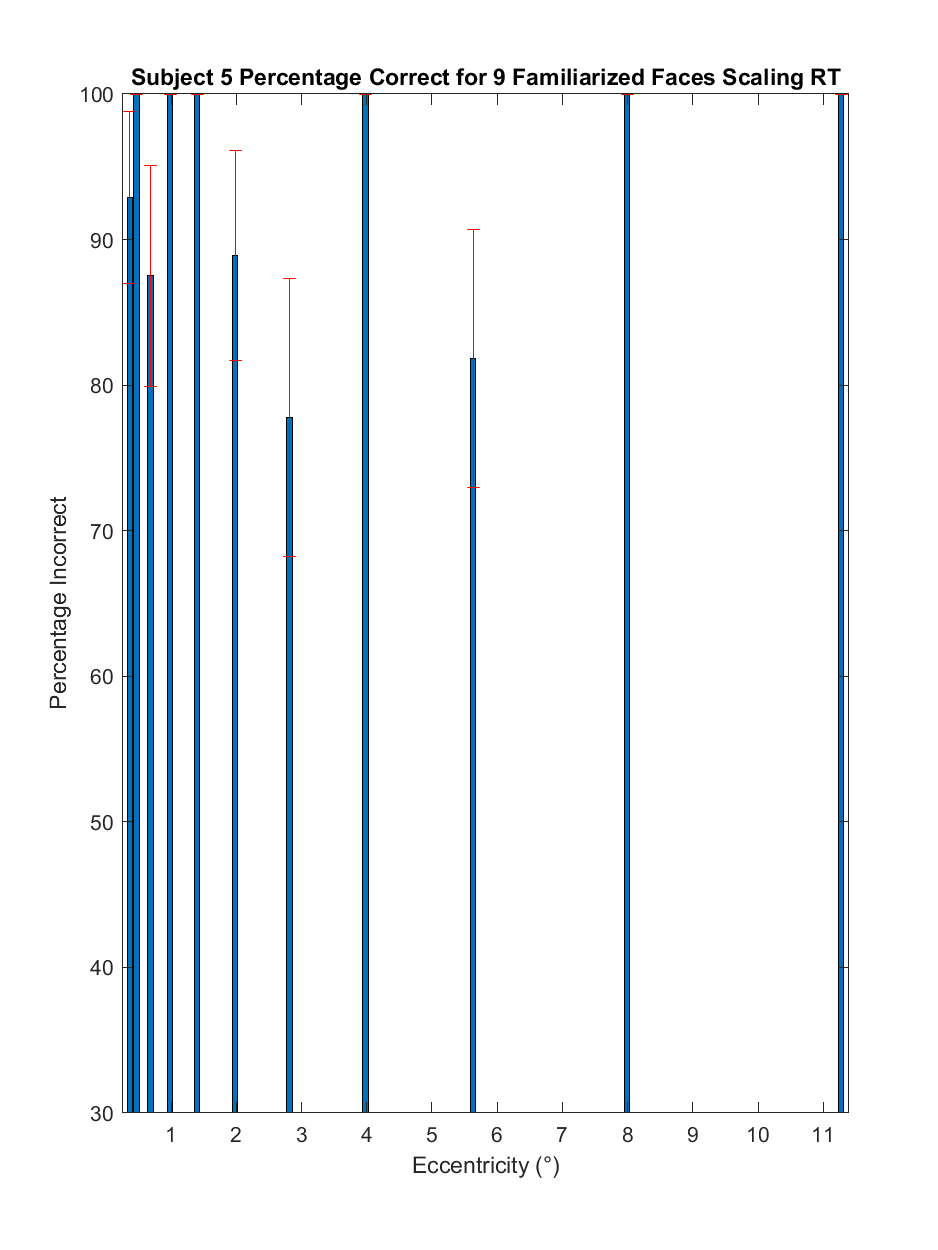 Subject 5 Percentage Correct for 9 Familiarized Faces Scaling RT
100
90
80
70
60
50
40
30
Percentage Incorrect
1 2 3 4 5 6 7 8 9 10 11
Eccentricity (°)